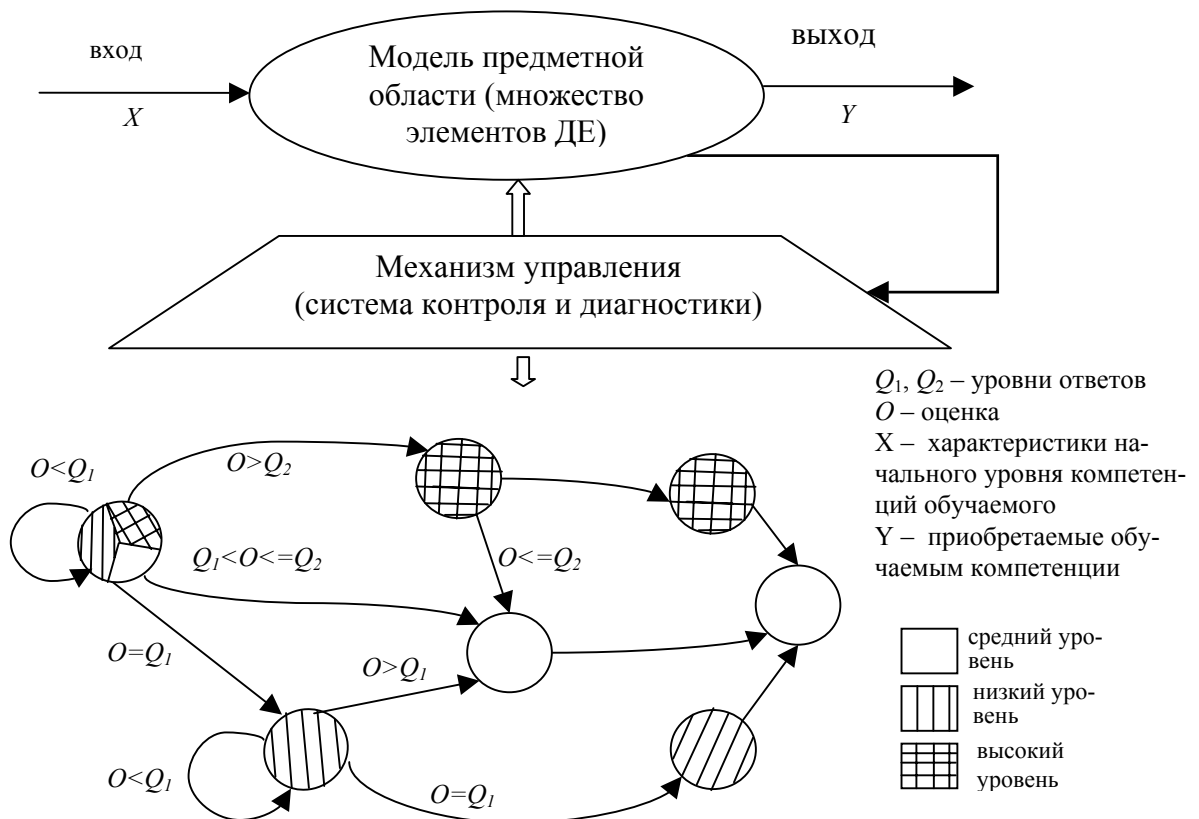 вход
X
Модель предметной
области (множество
элементов ДЕ)
выход
Y
Механизм управления
(система контроля и диагностики)
Q1, Q2 – уровни ответов
O – оценка
X – характеристики на-
чального уровня компетен-
ций обучаемого
Y – приобретаемые обу-
чаемым компетенции
O<Q1
O>Q2
Q1<O<=Q2
O<=Q2
O=Q1
O>Q1
O<Q1
O=Q1
средний уро-
вень
низкий уро-
вень
высокий
уровень